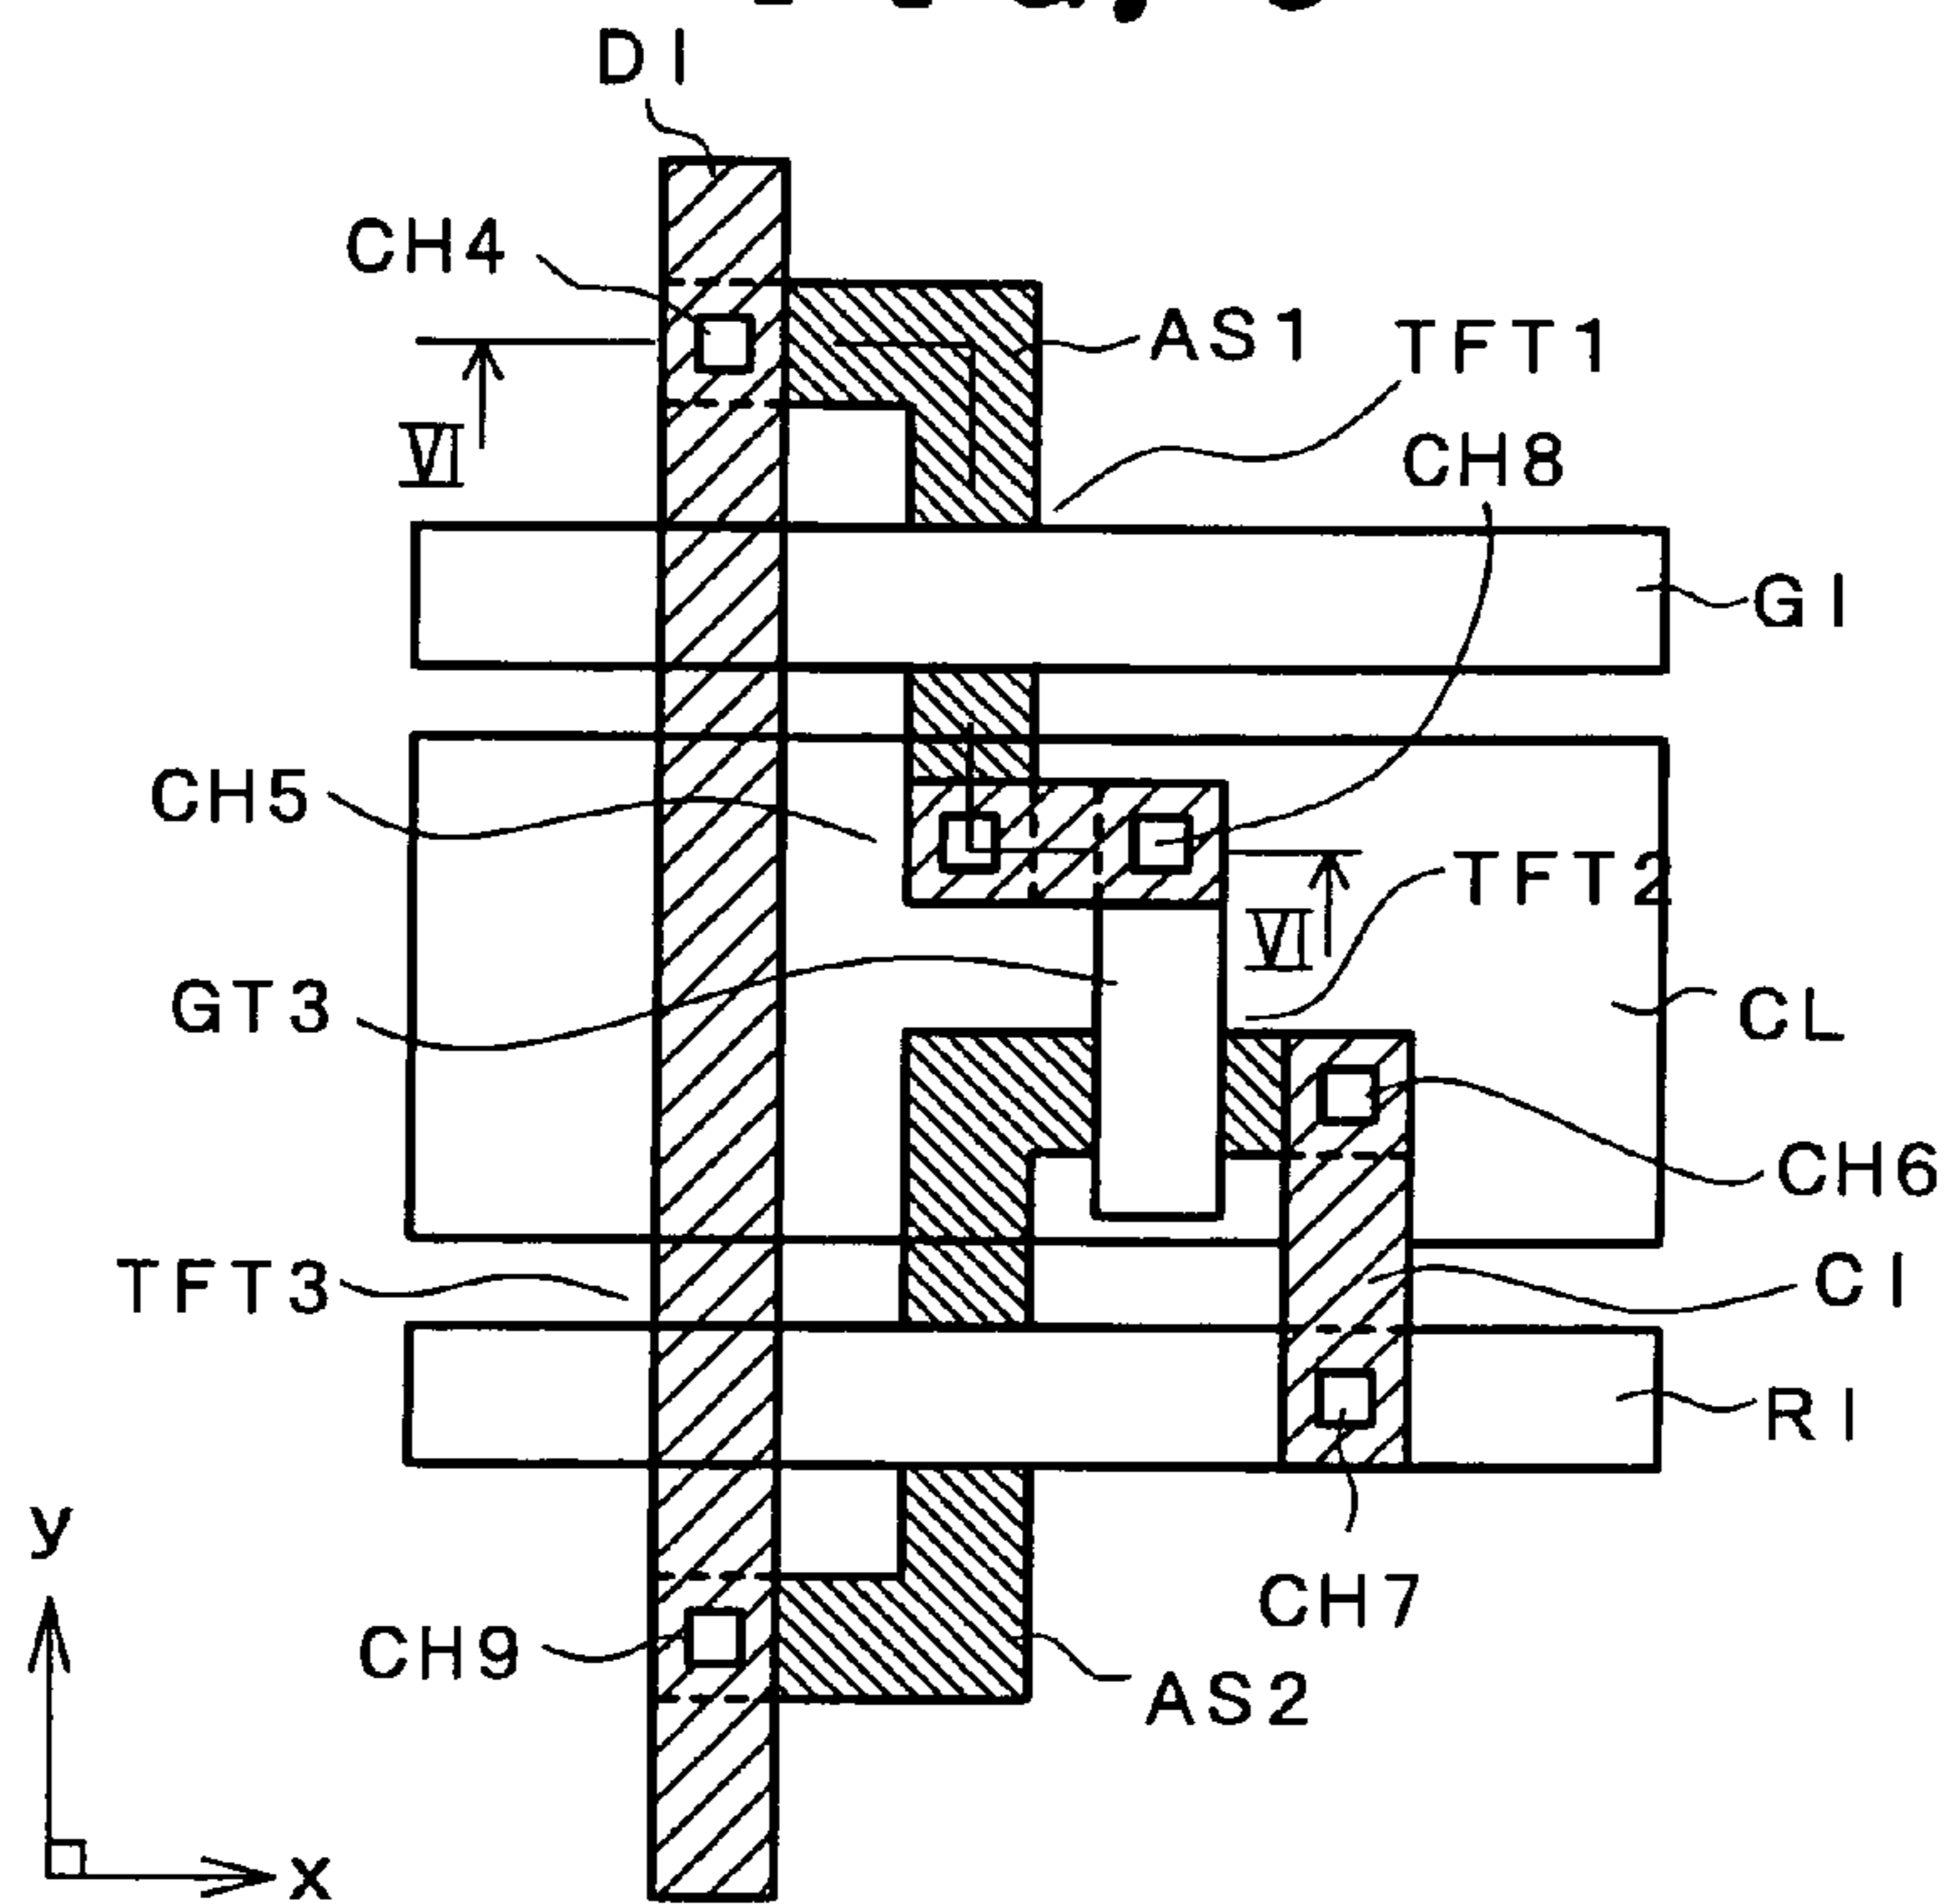 DI
CH4
AS1
TFT1
VI
CH8
GI
CH5
TFT2
VI
GT3
CL
CH6
TFT3
CI
RI
y
CH7
CH9
AS2
x